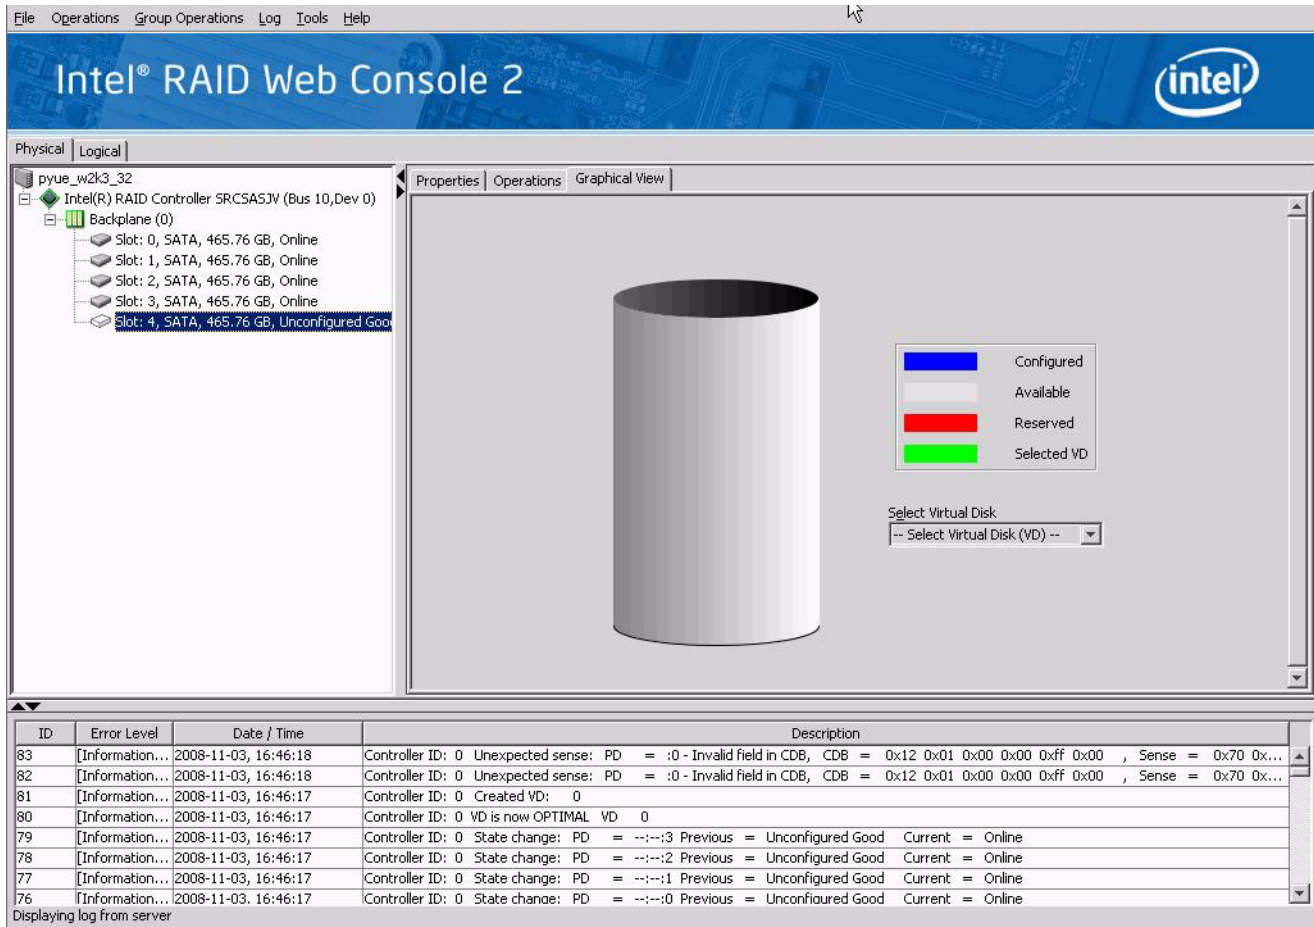 File Operations Group Operations Log Tools Help
Intel® RAID Web Console 2
intel
Physical Logical
pyue_w2k3_32
Intel(R) RAID Controller SRCSASJV (Bus 10,Dev 0)
Backplane (0)
Slot: 0, SATA, 465.76 GB, Online
Slot: 1, SATA, 465.76 GB, Online
Slot: 2, SATA, 465.76 GB, Online
Slot: 3, SATA, 465.76 GB, Online
Slot: 4, SATA, 465.76 GB, Unconfigured Goo
Properties Operations Graphical View
Configured
Available
Reserved
Selected VD
Select Virtual Disk
-- Select Virtual Disk (VD) --
ID Error Level Date / Time Description
83 [Information... 2008-11-03, 16:46:18 Controller ID: 0 Unexpected sense: PD = :0 - Invalid field in CDB, CDB = 0x12 0x01 0x00 0x00 0xff 0x00 , Sense = 0x70 0x...
82 [Information... 2008-11-03, 16:46:18 Controller ID: 0 Unexpected sense: PD = :0 - Invalid field in CDB, CDB = 0x12 0x01 0x00 0x00 0xff 0x00 , Sense = 0x70 0x...
81 [Information... 2008-11-03, 16:46:17 Controller ID: 0 Created VD: 0
80 [Information... 2008-11-03, 16:46:17 Controller ID: 0 VD is now OPTIMAL VD 0
79 [Information... 2008-11-03, 16:46:17 Controller ID: 0 State change: PD = --:--:3 Previous = Unconfigured Good Current = Online
78 [Information... 2008-11-03, 16:46:17 Controller ID: 0 State change: PD = --:--:2 Previous = Unconfigured Good Current = Online
77 [Information... 2008-11-03, 16:46:17 Controller ID: 0 State change: PD = --:--:1 Previous = Unconfigured Good Current = Online
76 [Information... 2008-11-03, 16:46:17 Controller ID: 0 State change: PD = --:--:0 Previous = Unconfigured Good Current = Online
Displaying log from server